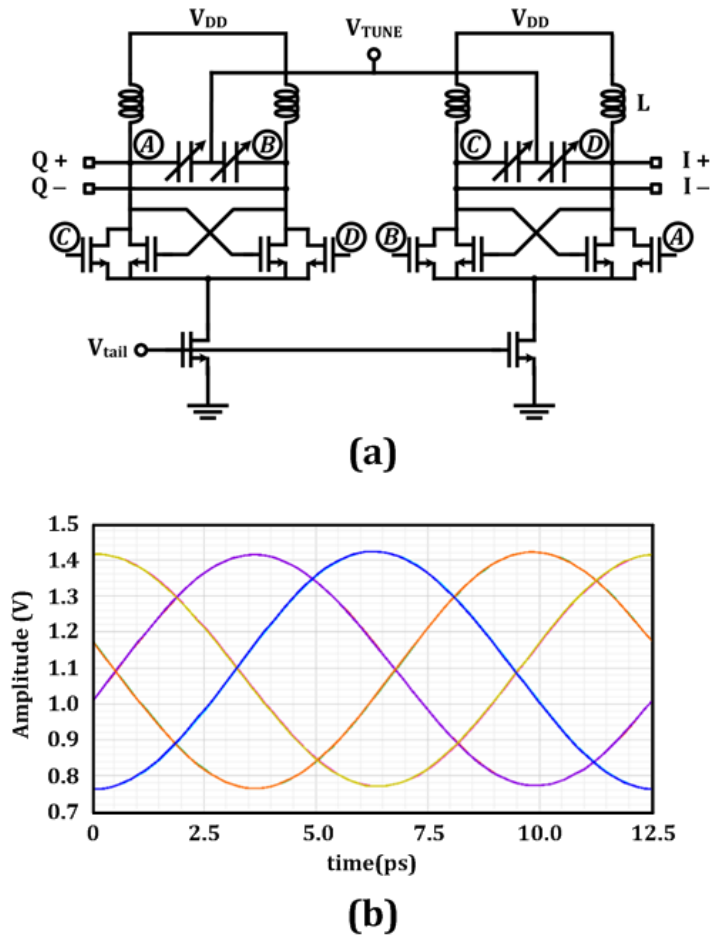 V_DD V_TUNE V_DD
L
A B C D
Q + I +
Q − I −
C D B A
V_tail
(a)
1.5
1.4
1.3
1.2
1.1
1.0
0.9
0.8
0.7
Amplitude (V)
0 2.5 5.0 7.5 10.0 12.5
time(ps)
(b)